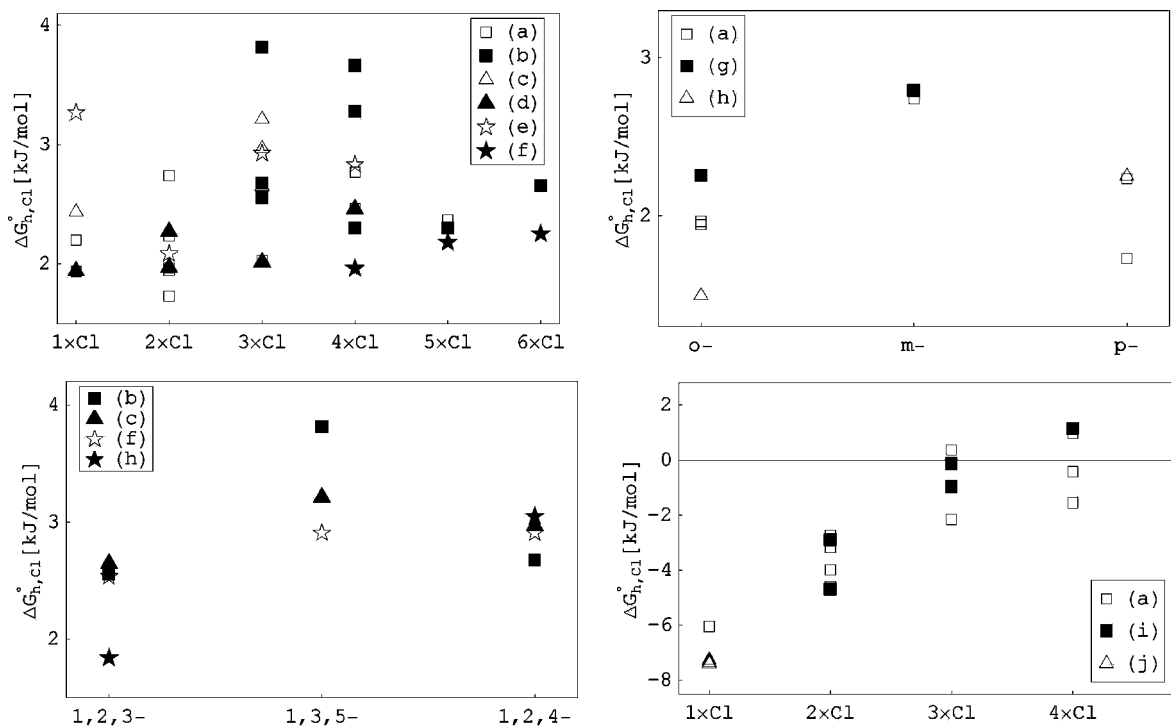 4
3
2
ΔG°h,Cl [kJ/mol]
(a)
(b)
(c)
(d)
(e)
(f)
1×Cl 2×Cl 3×Cl 4×Cl 5×Cl 6×Cl
3
2
ΔG°h,Cl [kJ/mol]
(a)
(g)
(h)
o- m- p-
4
3
2
ΔG°h,Cl [kJ/mol]
(b)
(c)
(f)
(h)
1,2,3- 1,3,5- 1,2,4-
2
0
-2
-4
-6
-8
ΔG°h,Cl [kJ/mol]
(a)
(i)
(j)
1×Cl 2×Cl 3×Cl 4×Cl